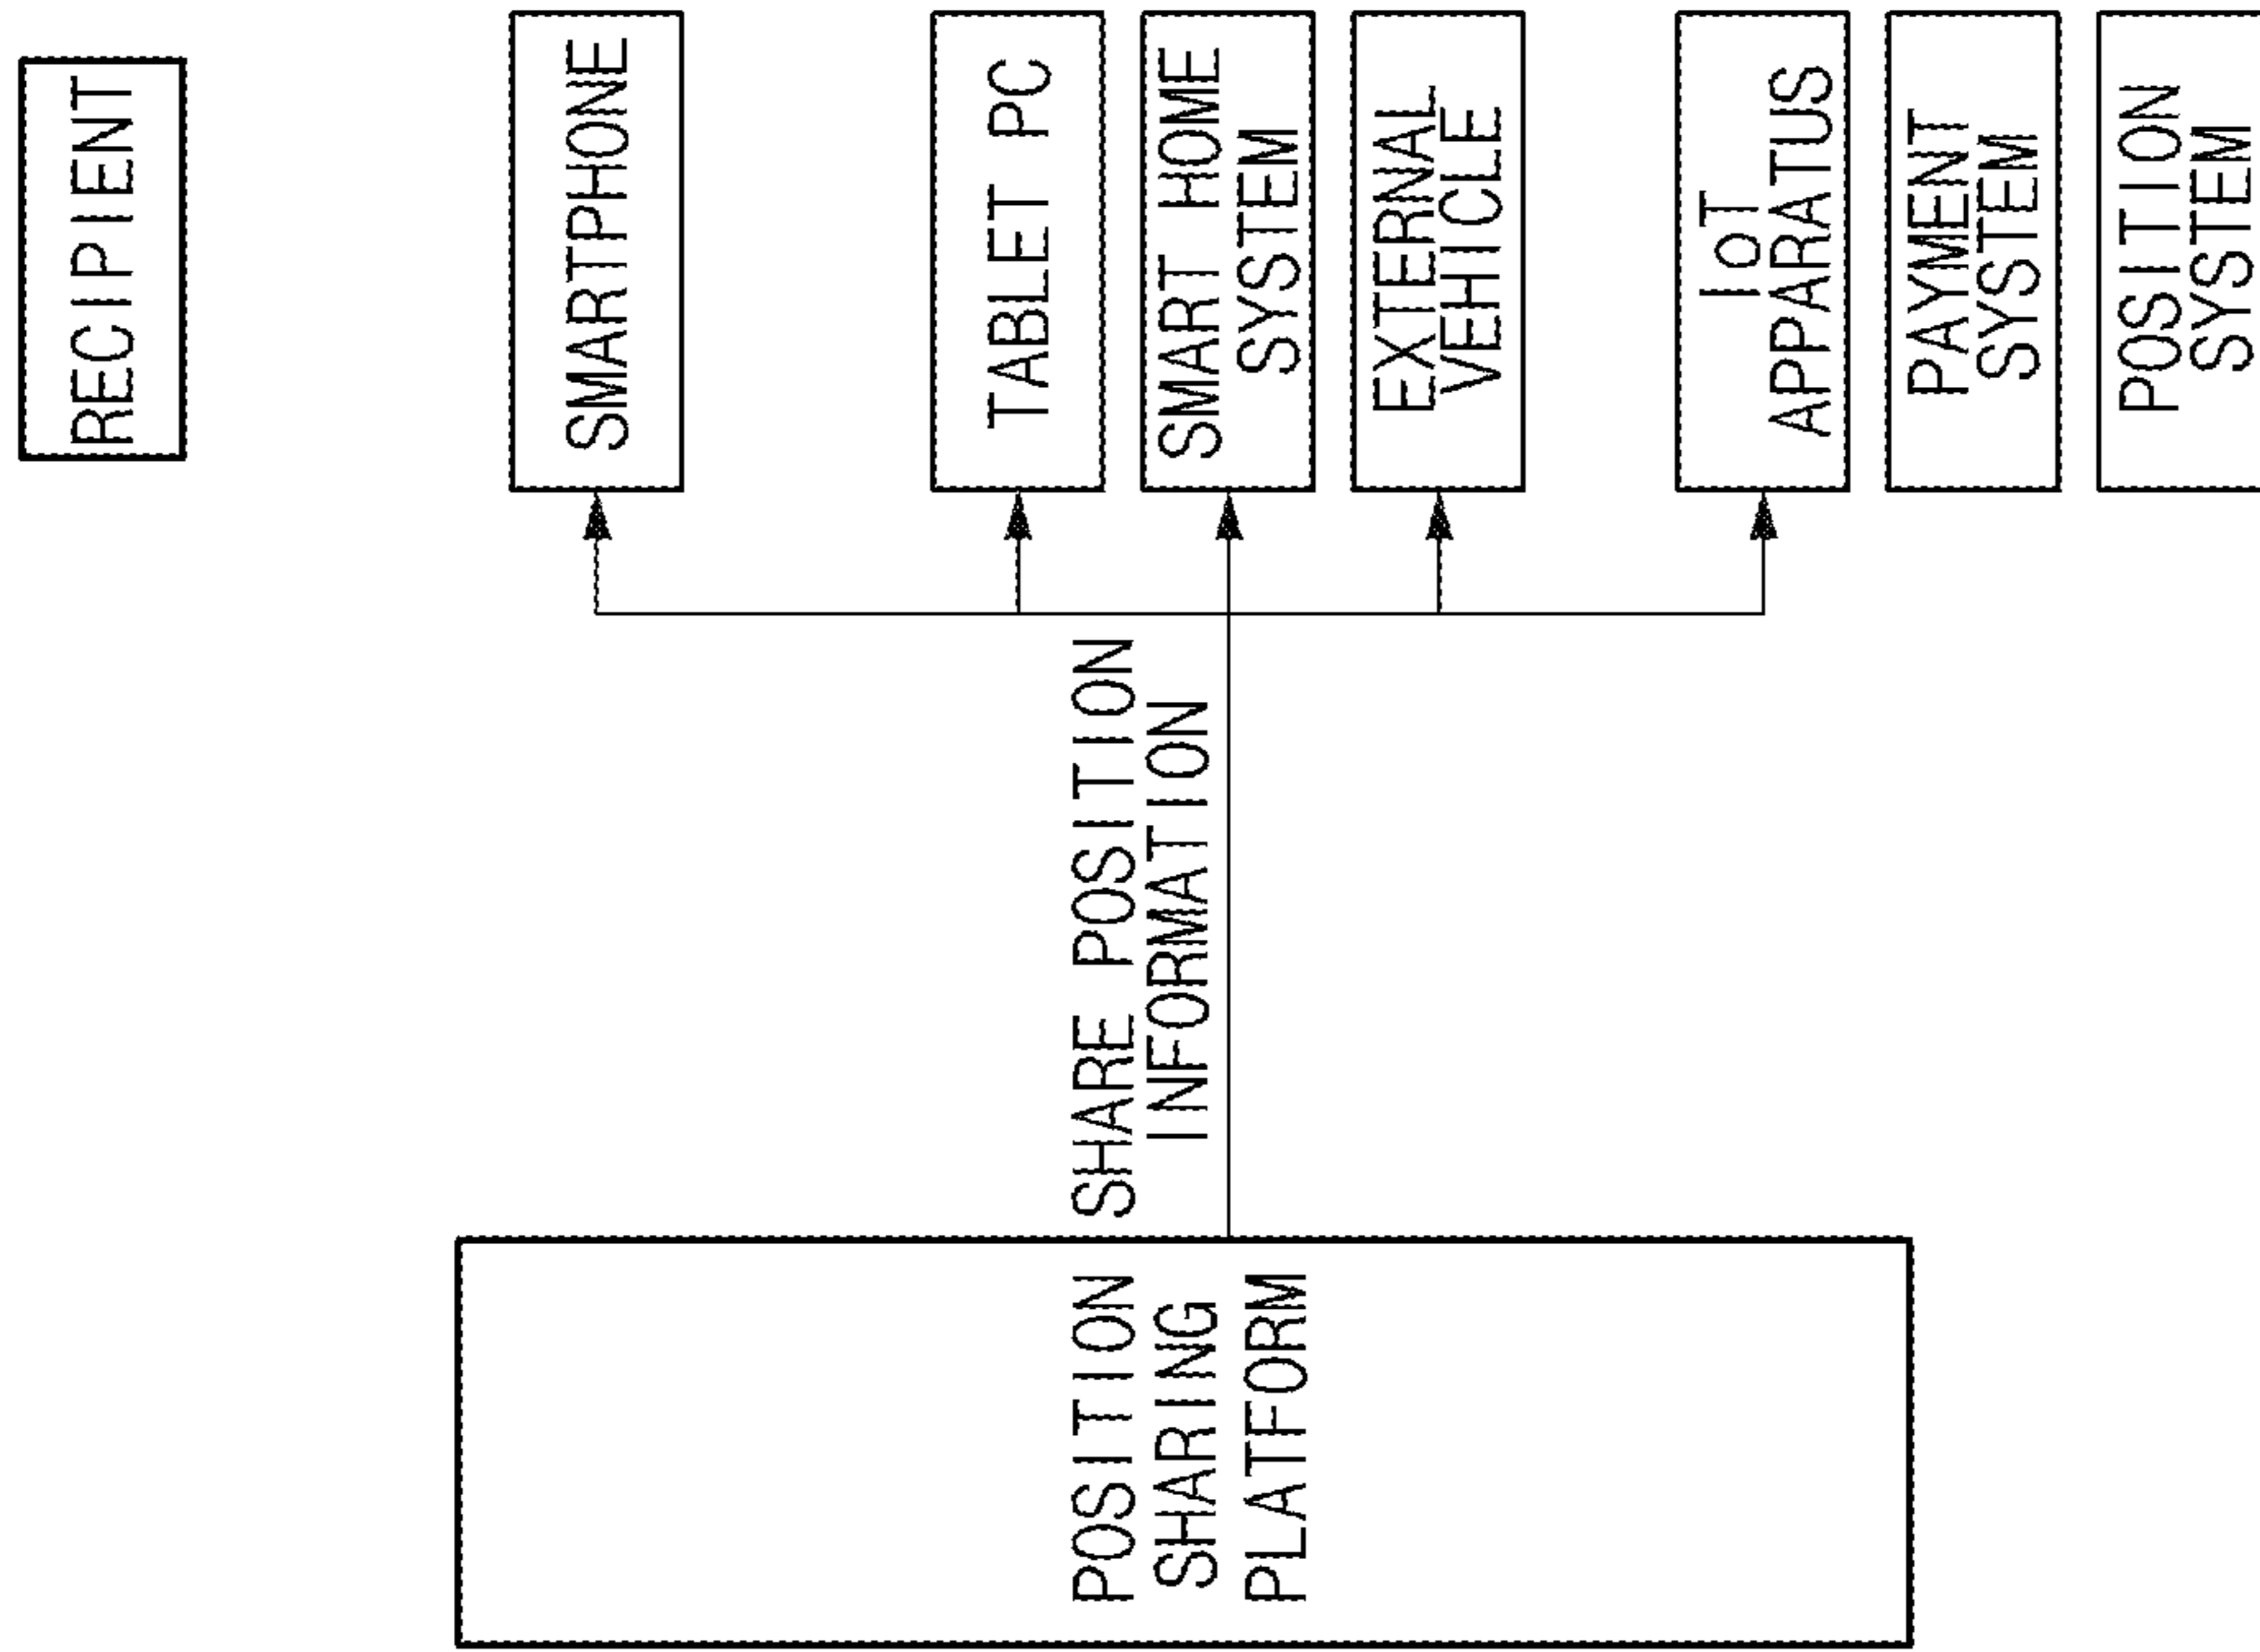 RECIPIENT
SMARTPHONE
TABLET PC
SMART HOME
SYSTEM
EXTERNAL
VEHICLE
IOT
APPARATUS
PAYMENT
SYSTEM
POSITION
SYSTEM
SHARE POSITION
INFORMATION
POSITION
SHARING
PLATFORM